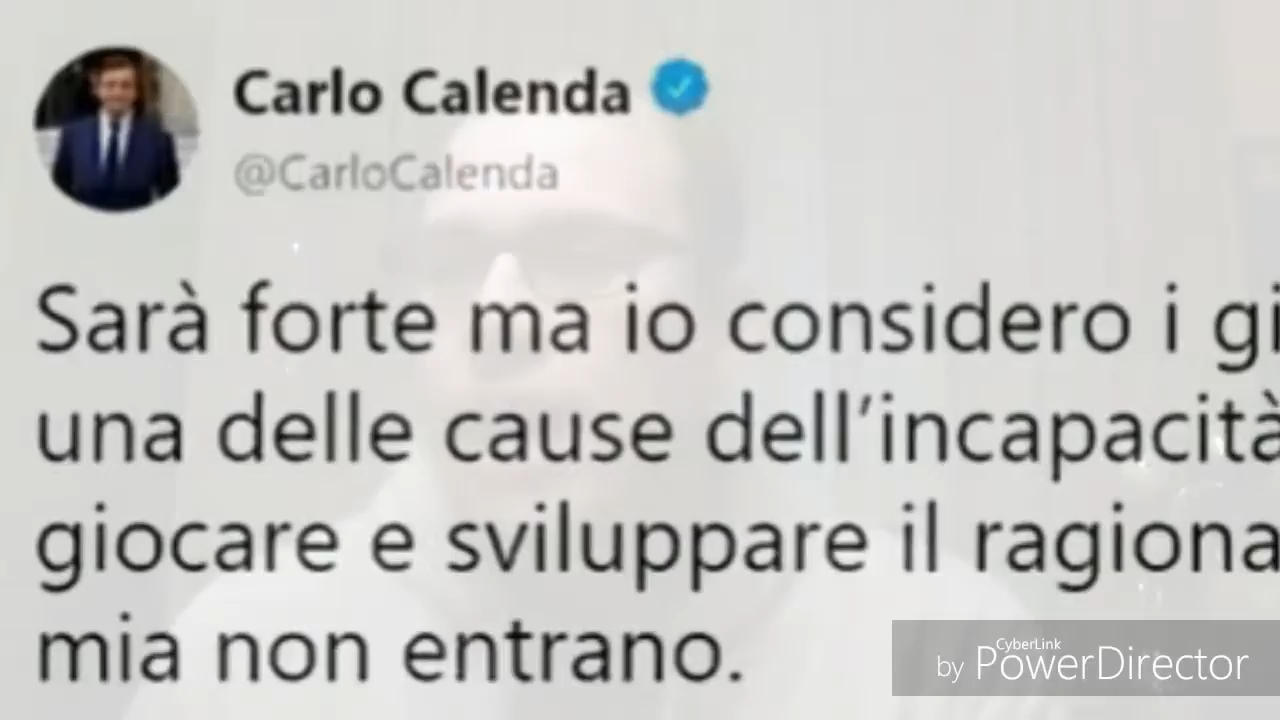 Carlo Calenda
@CarloCalenda
Sarà forte ma io considero i gi
una delle cause dell’incapacità
giocare e sviluppare il ragiona
mia non entrano.
CyberLink
by PowerDirector